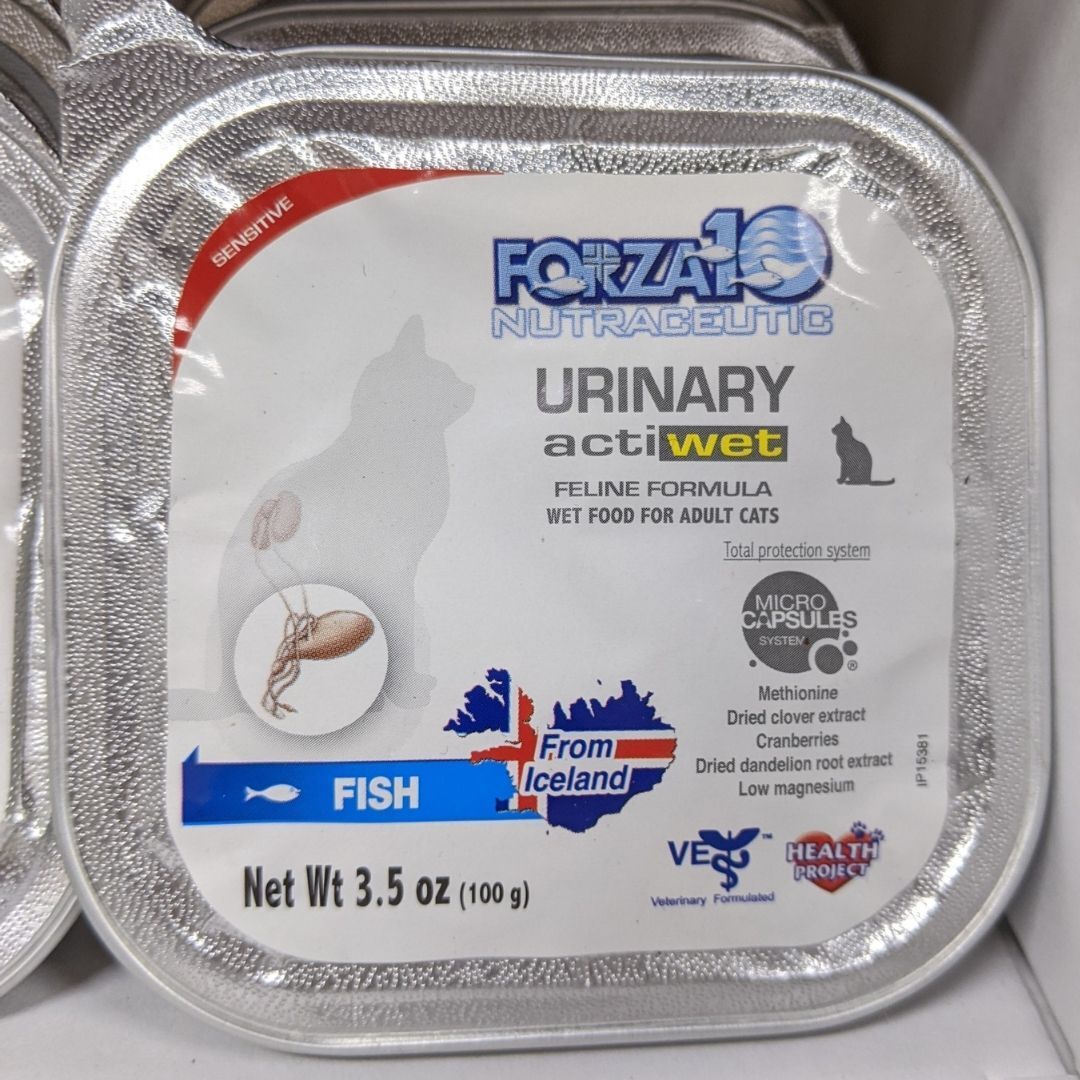 SENSITIVE
FORZA10
NUTRACEUTIC
URINARY
actiwet
FELINE FORMULA
WET FOR ADULT CATS
Total protection system
MICRO
CAPSULES
SYSTEM
®
Methionine
Dried clover extract
Cranberries
Dried dandelion root extract
Low magnesium
IP15381
From
Iceland
FISH
Net Wt 3.5 oz (100 g)
VET™
Veterinary Formulated
HEALTH
PROJECT